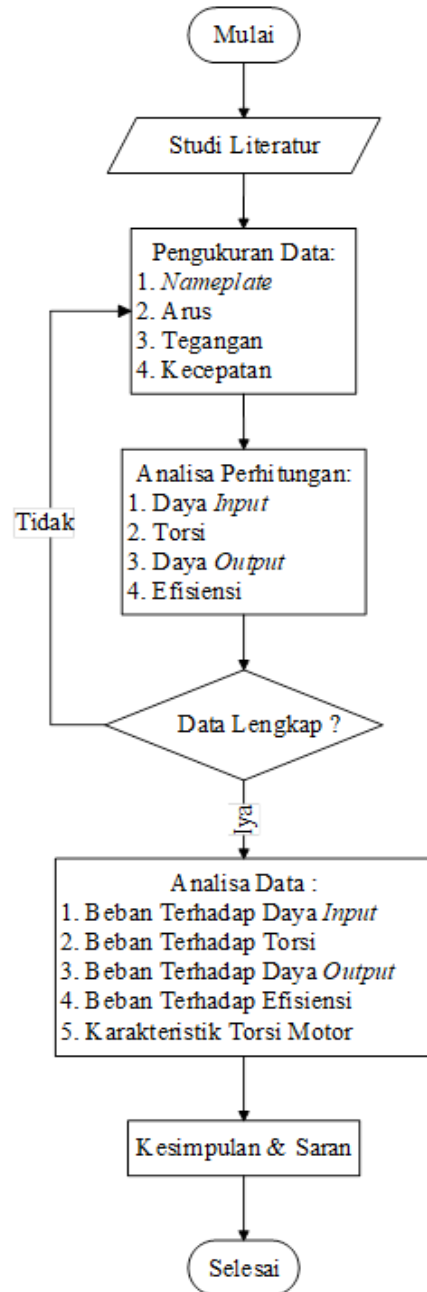 Mulai
Studi Literatur
Pengukuran Data:
1. Nameplate
2. Arus
3. Tegangan
4. Kecepatan
Analisa Perhitungan:
1. Daya Input
2. Torsi
3. Daya Output
4. Efisiensi
Tidak
Data Lengkap ?
Iya
Analisa Data :
1. Beban Terhadap Daya Input
2. Beban Terhadap Torsi
3. Beban Terhadap Daya Output
4. Beban Terhadap Efisiensi
5. Karakteristik Torsi Motor
Kesimpulan & Saran
Selesai